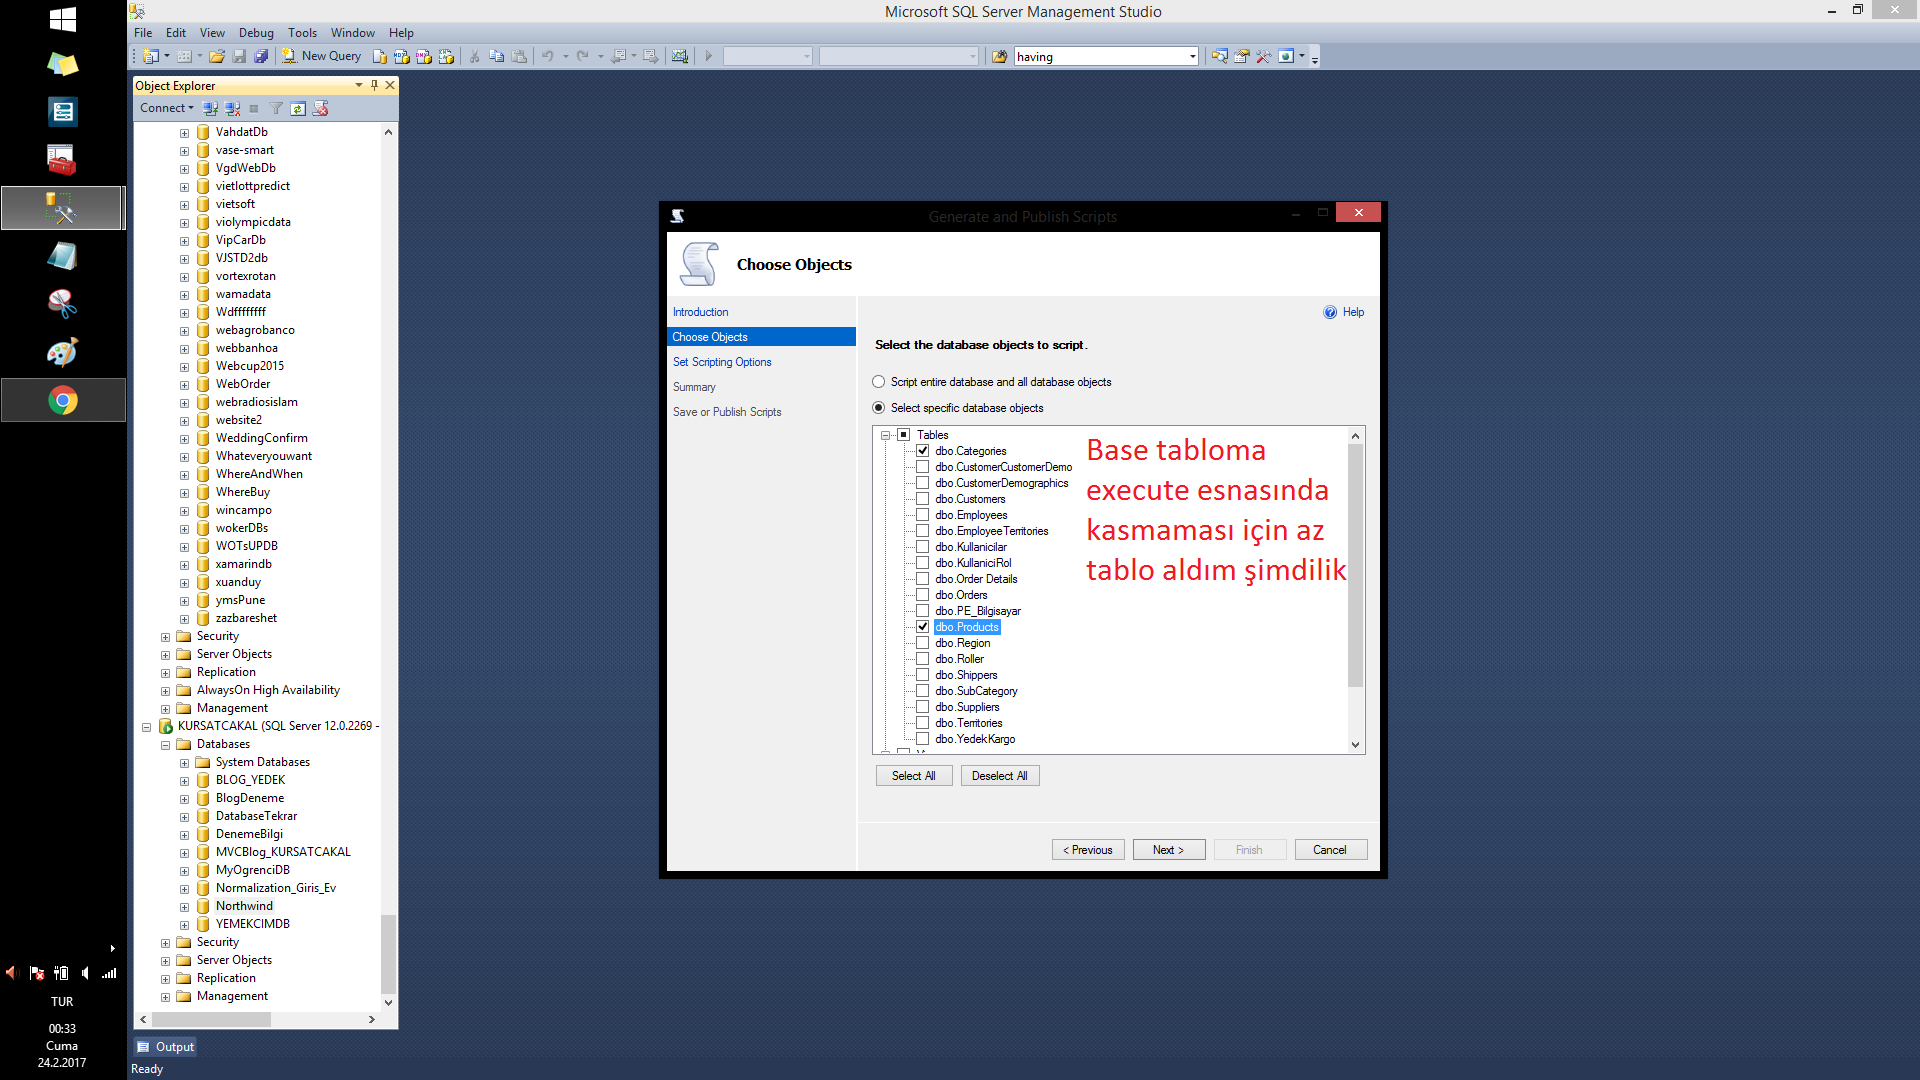 Microsoft SQL Server Management Studio
File Edit View Debug Tools Window Help
New Query
having
Object Explorer
Connect
VahdatDb
vase-smart
VgdWebDb
vietlottpredict
vietsoft
violympicdata
VipCarDb
VJSTD2db
vortexrotan
wamadata
Wdffffffff
webagrobanco
webbanhoa
Webcup2015
WebOrder
webradiosislam
website2
WeddingConfirm
Whateveryouwant
WhereAndWhen
WhereBuy
wincampo
wokerDBs
WOTsUPDB
xamarindb
xuanduy
ymsPune
zazbareshet
Security
Server Objects
Replication
AlwaysOn High Availability
Management
KURSATCAKAL (SQL Server 12.0.2269 -
Databases
System Databases
BLOG_YEDEK
BlogDeneme
DatabaseTekrar
DenemeBilgi
MVCBlog_KURSATCAKAL
MyOgrenciDB
Normalization_Giris_Ev
Northwind
YEMEKCIMDB
Security
Server Objects
Replication
Management
Output
Ready
TUR
00:33
Cuma
24.2.2017
Generate and Publish Scripts
Choose Objects
Introduction
Choose Objects
Set Scripting Options
Summary
Save or Publish Scripts
Help
Select the database objects to script.
Script entire database and all database objects
Select specific database objects
Tables
dbo.Categories
dbo.CustomerCustomerDemo
dbo.CustomerDemographics
dbo.Customers
dbo.Employees
dbo.EmployeeTerritories
dbo.Kullanicilar
dbo.KullaniciRol
dbo.Order Details
dbo.Orders
dbo.PE_Bilgisayar
dbo.Products
dbo.Region
dbo.Roller
dbo.Shippers
dbo.SubCategory
dbo.Suppliers
dbo.Territories
dbo.YedekKargo
Base tabloma
execute esnasında
kasmaması için az
tablo aldım şimdilik
Select All Deselect All
< Previous Next > Finish Cancel